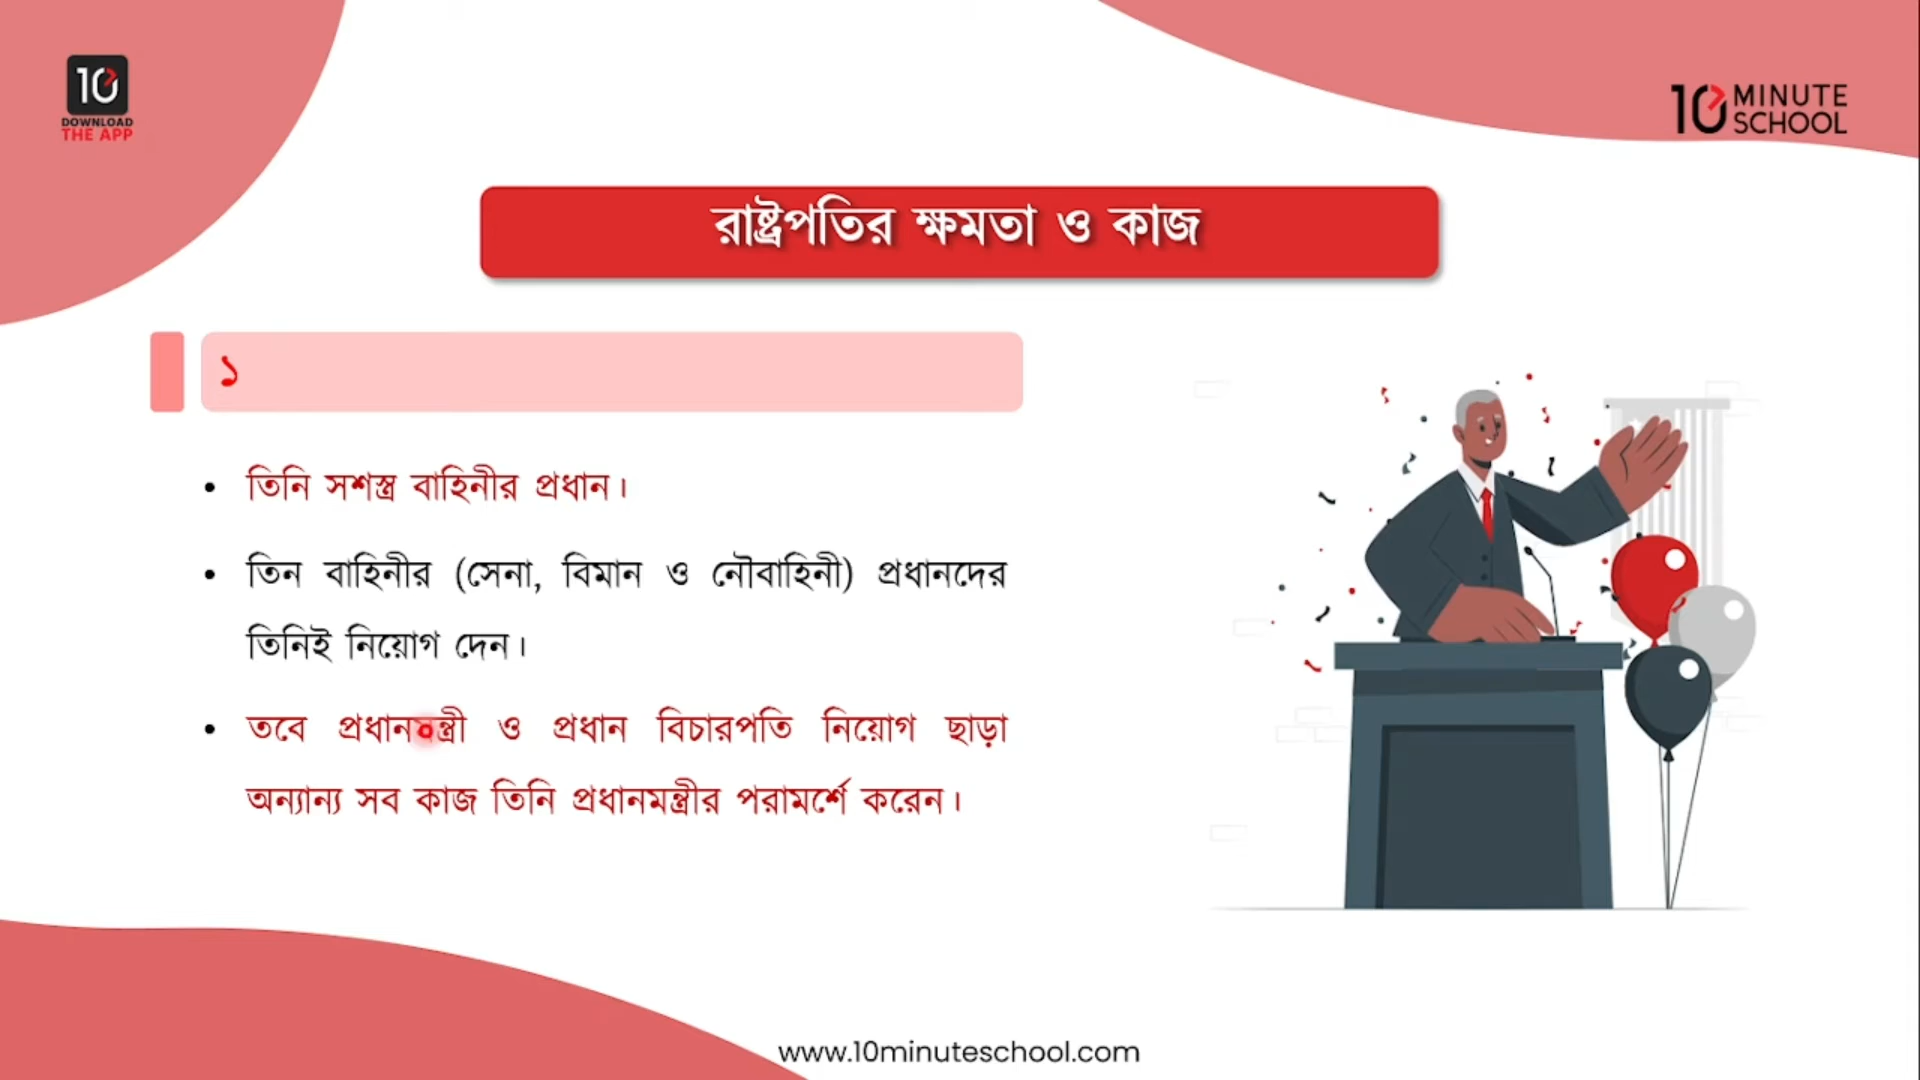 10
DOWNLOAD
THE APP
10 MINUTE
SCHOOL
রাষ্ট্রপতির ক্ষমতা ও কাজ
১
• তিনি সশস্ত্র বাহিনীর প্রধান।
• তিন বাহিনীর (সেনা, বিমান ও নৌবাহিনী) প্রধানদের
তিনিই নিয়োগ দেন।
• তবে প্রধানমন্ত্রী ও প্রধান বিচারপতি নিয়োগ ছাড়া
অন্যান্য সব কাজ তিনি প্রধানমন্ত্রীর পরামর্শে করেন।
www.10minuteschool.com